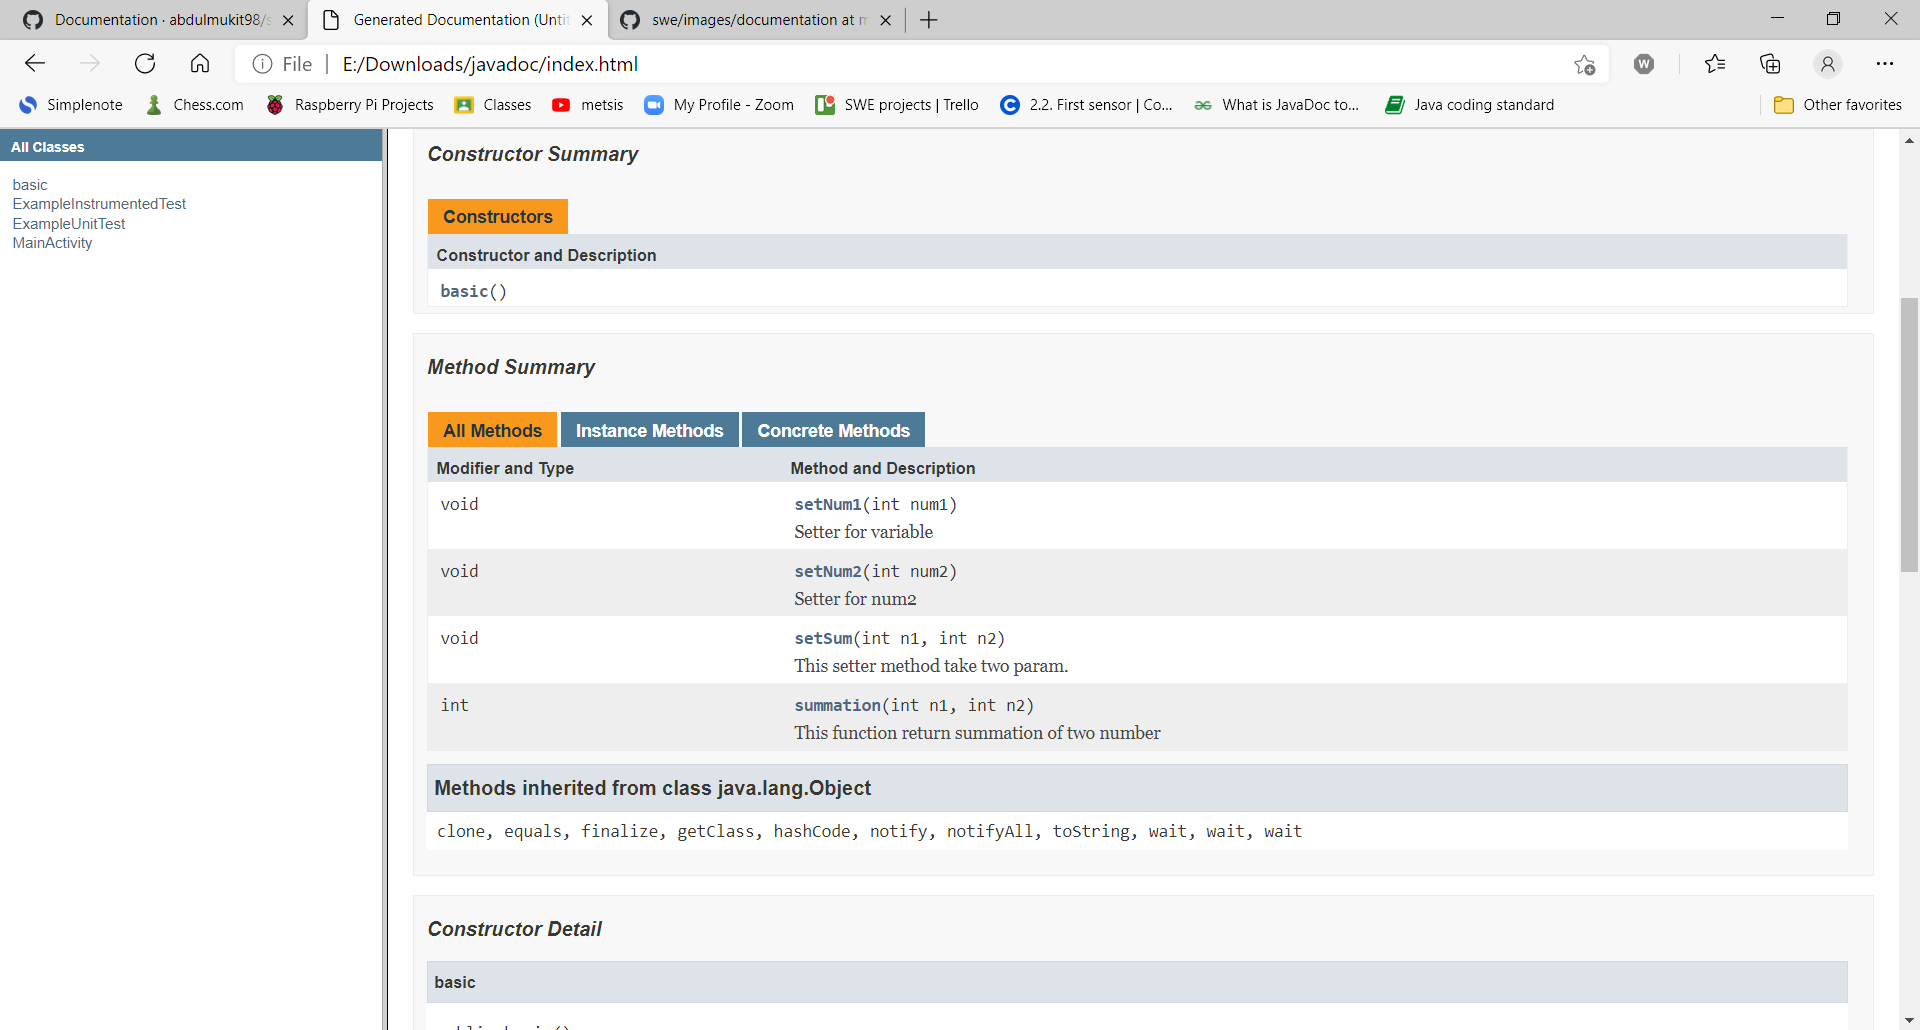 Documentation · abdulmukit98/s
Generated Documentation (Untit
swe/images/documentation at m
File
E:/Downloads/javadoc/index.html
W
Simplenote
Chess.com
Raspberry Pi Projects
Classes
metsis
My Profile - Zoom
SWE projects | Trello
2.2. First sensor | Co...
What is JavaDoc to...
Java coding standard
Other favorites
All Classes
basic
ExampleInstrumentedTest
ExampleUnitTest
MainActivity
Constructor Summary
Constructors
Constructor and Description
basic()
Method Summary
All Methods Instance Methods Concrete Methods
Modifier and Type Method and Description
void setNum1(int num1)
Setter for variable
void setNum2(int num2)
Setter for num2
void setSum(int n1, int n2)
This setter method take two param.
int summation(int n1, int n2)
This function return summation of two number
Methods inherited from class java.lang.Object
clone, equals, finalize, getClass, hashCode, notify, notifyAll, toString, wait, wait, wait
Constructor Detail
basic